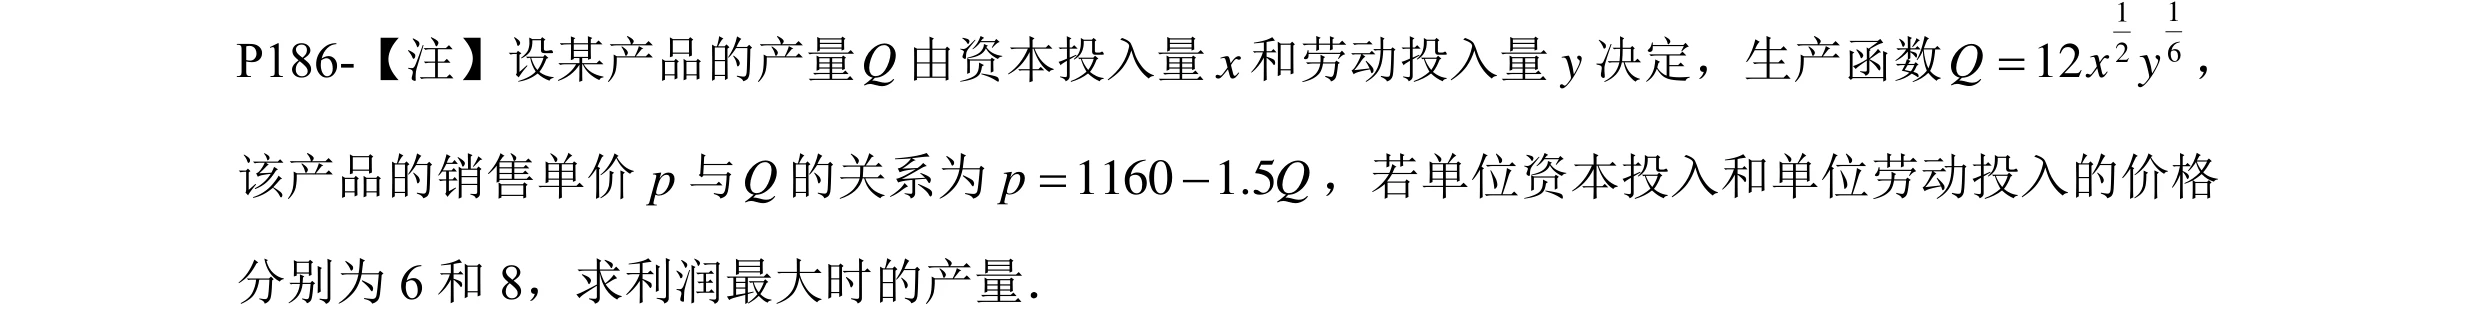 P186-【注】设某产品的产量Q由资本投入量x和劳动投入量y决定，生产函数Q=12x^{\frac{1}{2}}y^{\frac{1}{6}}，
该产品的销售单价p与Q的关系为p=1160-1.5Q，若单位资本投入和单位劳动投入的价格
分别为6和8，求利润最大时的产量.